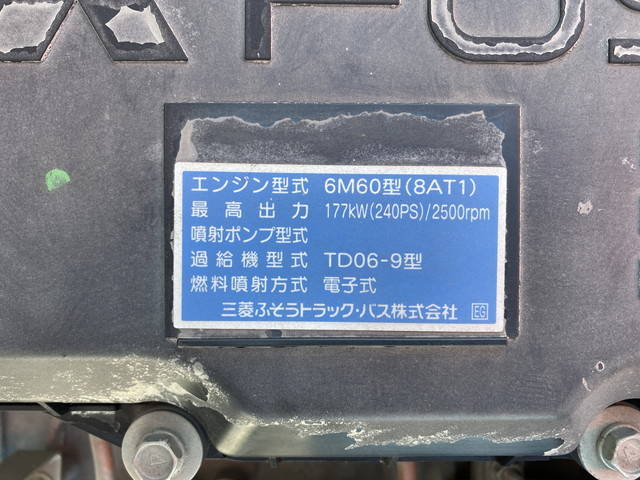 FUS
エンジン型式 6M60型(8AT1)
最高出力 177kW(240PS)/2500rpm
噴射ポンプ型式
過給機型式 TD06-9型
燃料噴射方式 電子式
三菱ふそうトラック・バス株式会社 EG